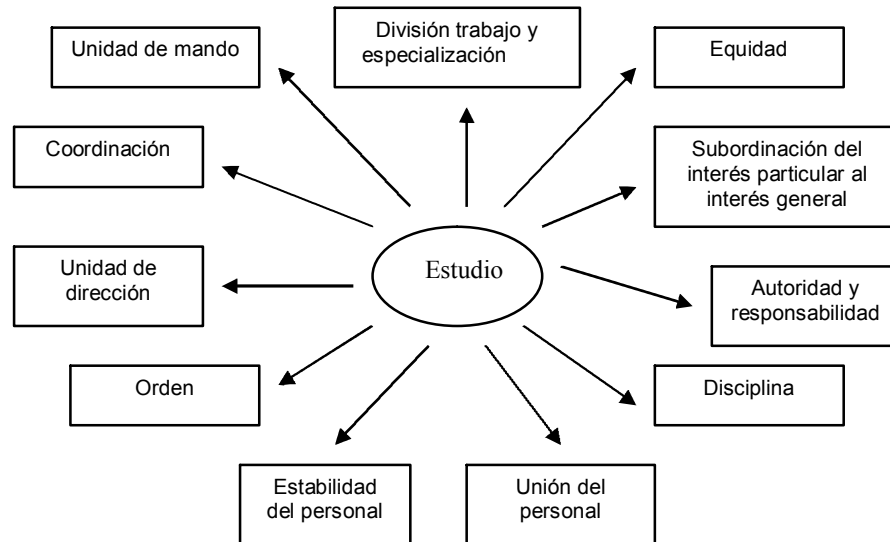 Unidad de mando
División trabajo y
especialización
Equidad
Coordinación
Subordinación del
interés particular al
interés general
Estudio
Unidad de
dirección
Autoridad y
responsabilidad
Orden
Disciplina
Estabilidad
del personal
Unión del
personal